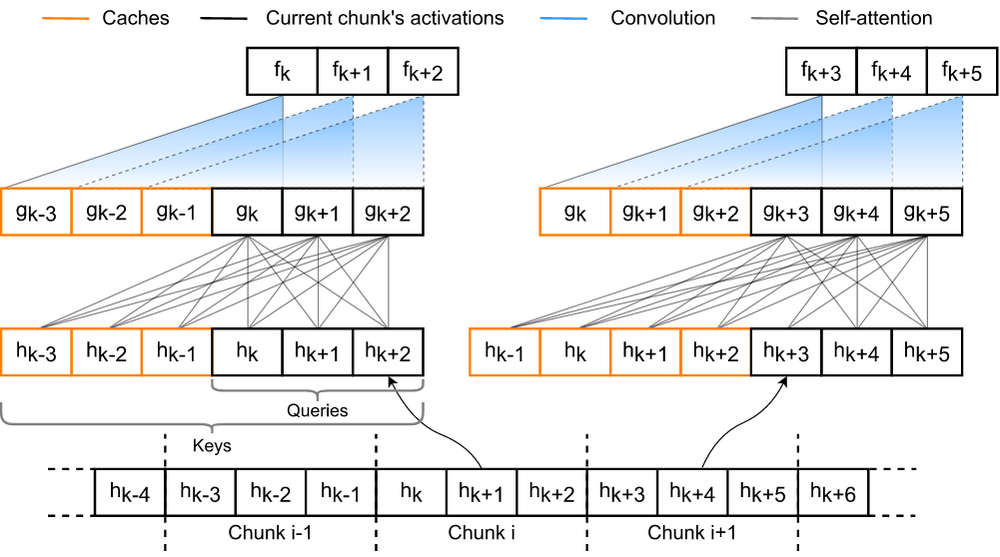 Caches Current chunk's activations Convolution Self-attention
fk fk+1 fk+2 fk+3 fk+4 fk+5
gk-3 gk-2 gk-1 gk gk+1 gk+2 gk gk+1 gk+2 gk+3 gk+4 gk+5
hk-3 hk-2 hk-1 hk hk+1 hk+2 hk-1 hk hk+1 hk+2 hk+3 hk+4 hk+5
Queries
Keys
hk-4 hk-3 hk-2 hk-1 hk hk+1 hk+2 hk+3 hk+4 hk+5 hk+6
Chunk i-1 Chunk i Chunk i+1